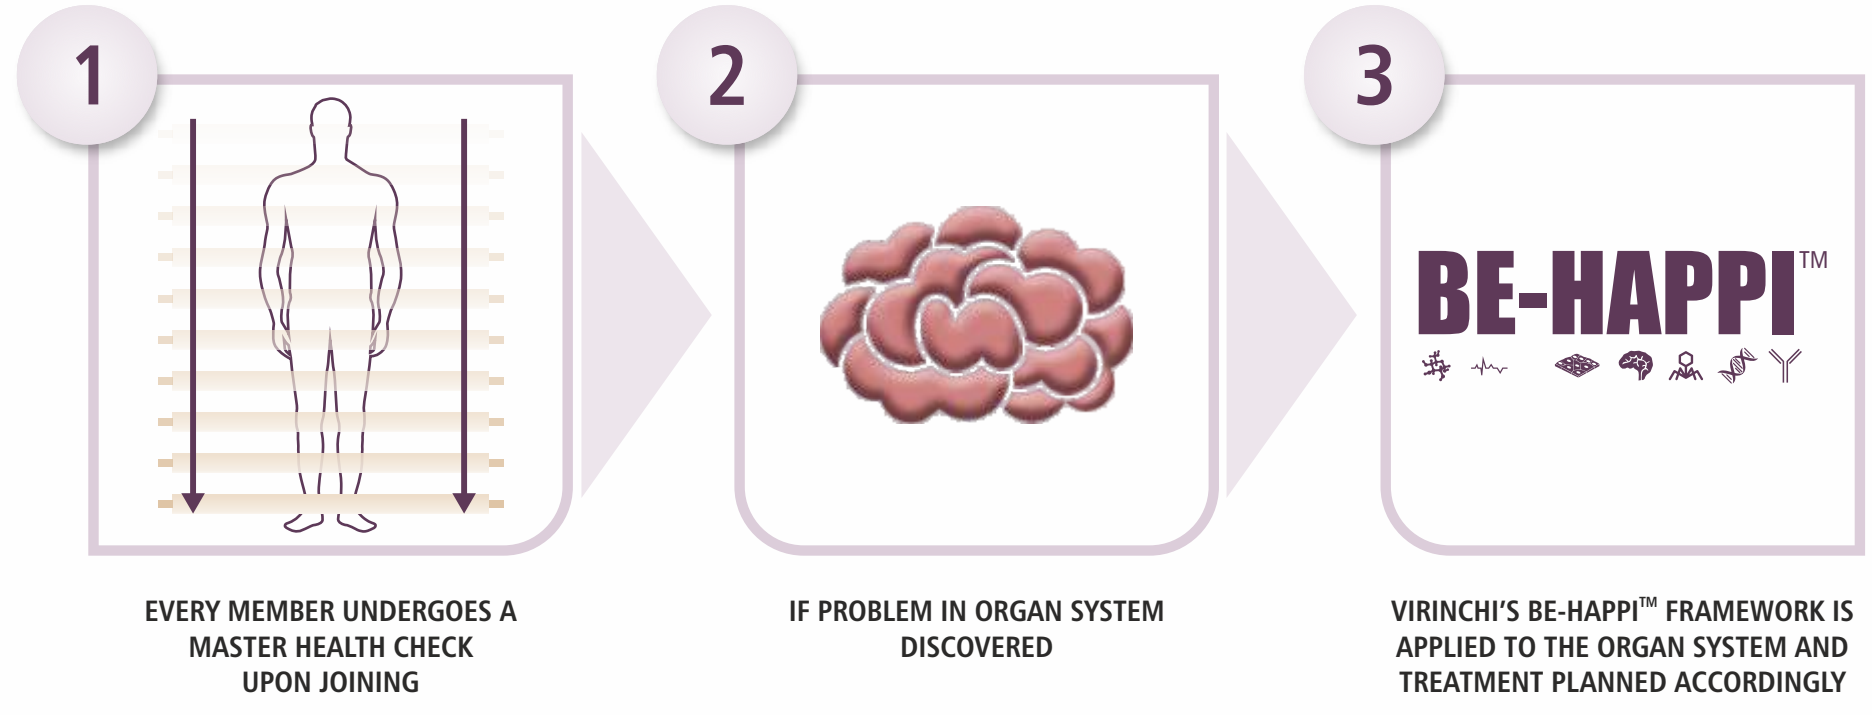 1
EVERY MEMBER UNDERGOES A
MASTER HEALTH CHECK
UPON JOINING
2
IF PROBLEM IN ORGAN SYSTEM
DISCOVERED
3
BE-HAPPI™
VIRINCHI'S BE-HAPPI™ FRAMEWORK IS
APPLIED TO THE ORGAN SYSTEM AND
TREATMENT PLANNED ACCORDINGLY